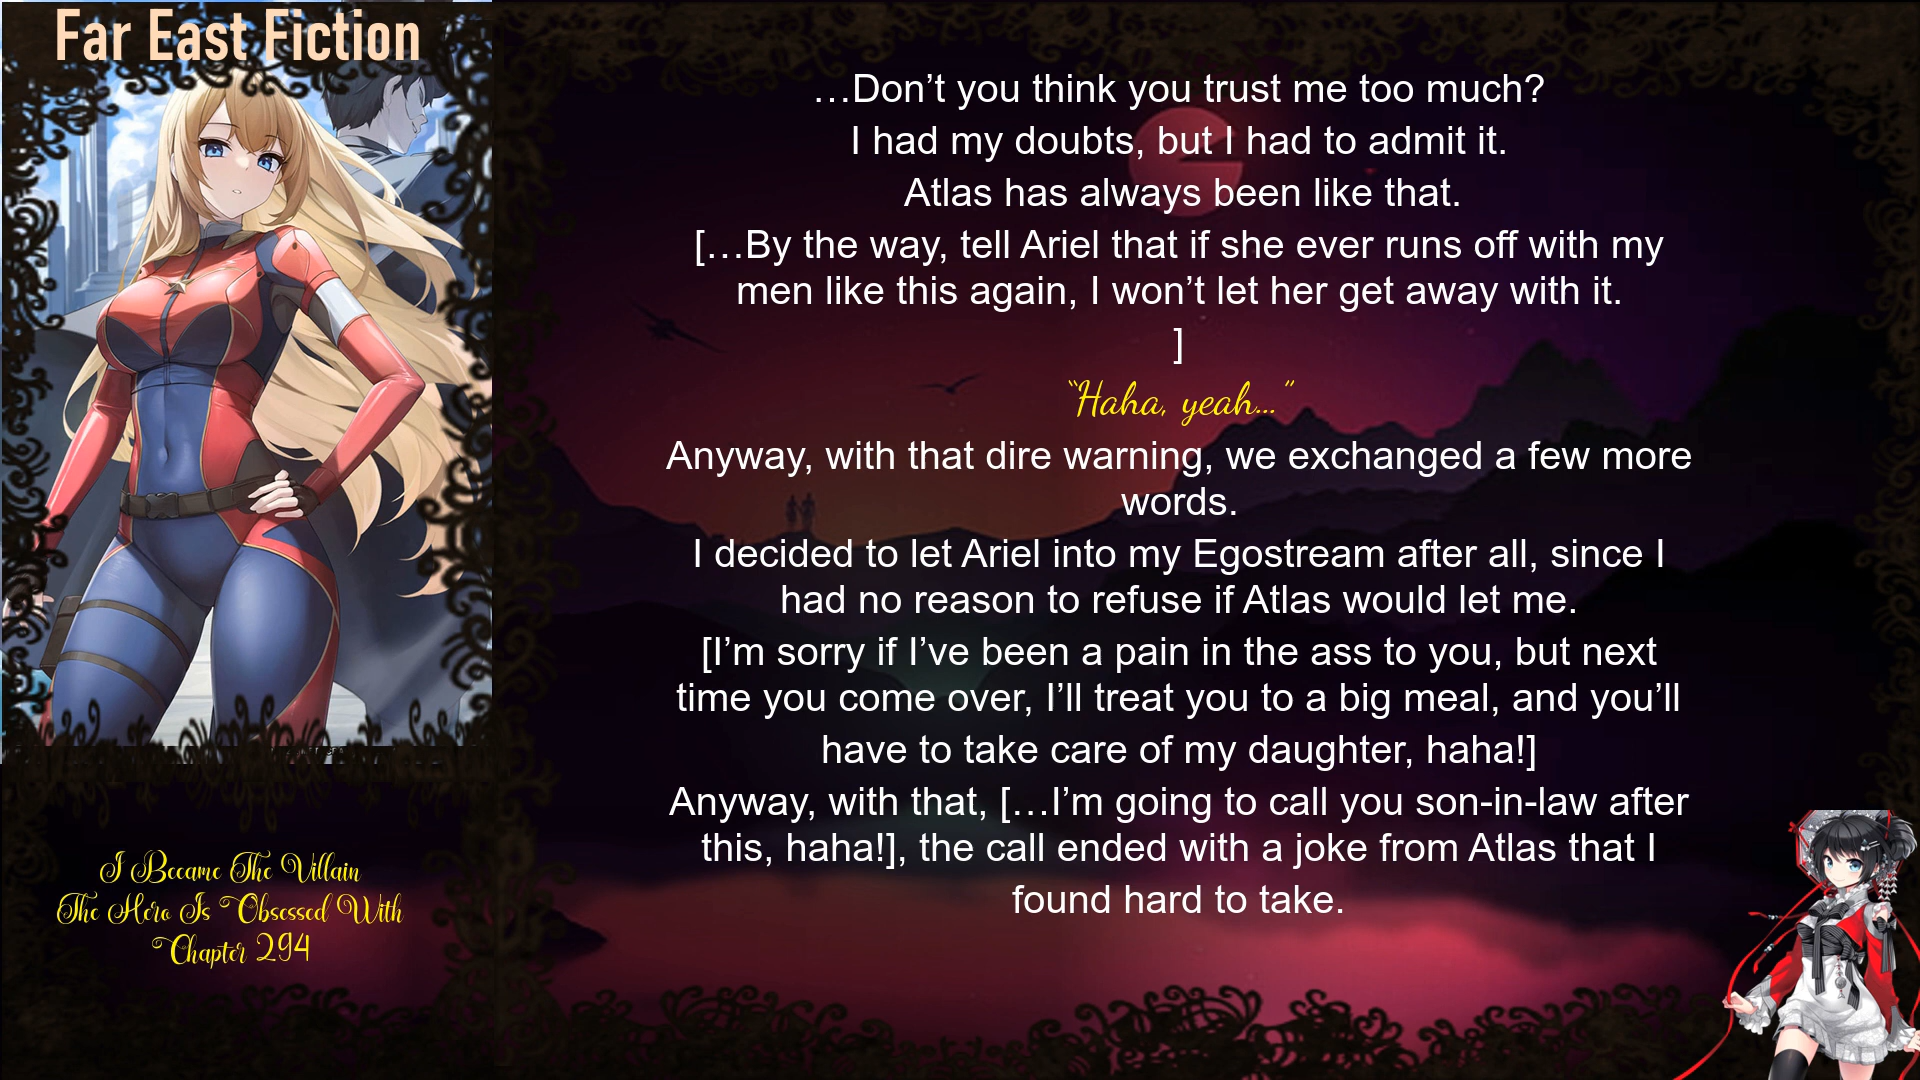 Far East Fiction
…Don’t you think you trust me too much?
I had my doubts, but I had to admit it.
Atlas has always been like that.
[…By the way, tell Ariel that if she ever runs off with my
men like this again, I won’t let her get away with it.
]
“Haha, yeah…”
Anyway, with that dire warning, we exchanged a few more
words.
I decided to let Ariel into my Egostream after all, since I
had no reason to refuse if Atlas would let me.
[I’m sorry if I’ve been a pain in the ass to you, but next
time you come over, I’ll treat you to a big meal, and you’ll
have to take care of my daughter, haha!]
Anyway, with that, […I’m going to call you son-in-law after
this, haha!], the call ended with a joke from Atlas that I
found hard to take.
I Became The Villain
The Hero Is Obsessed With
Chapter 294